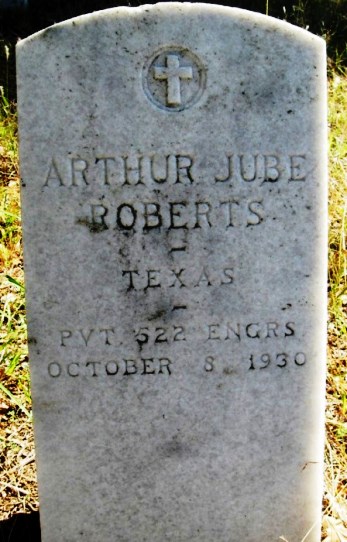 ARTHUR JUBE
ROBERTS
-
TEXAS
-
PVT. 522 ENGRS
OCTOBER 8 1930